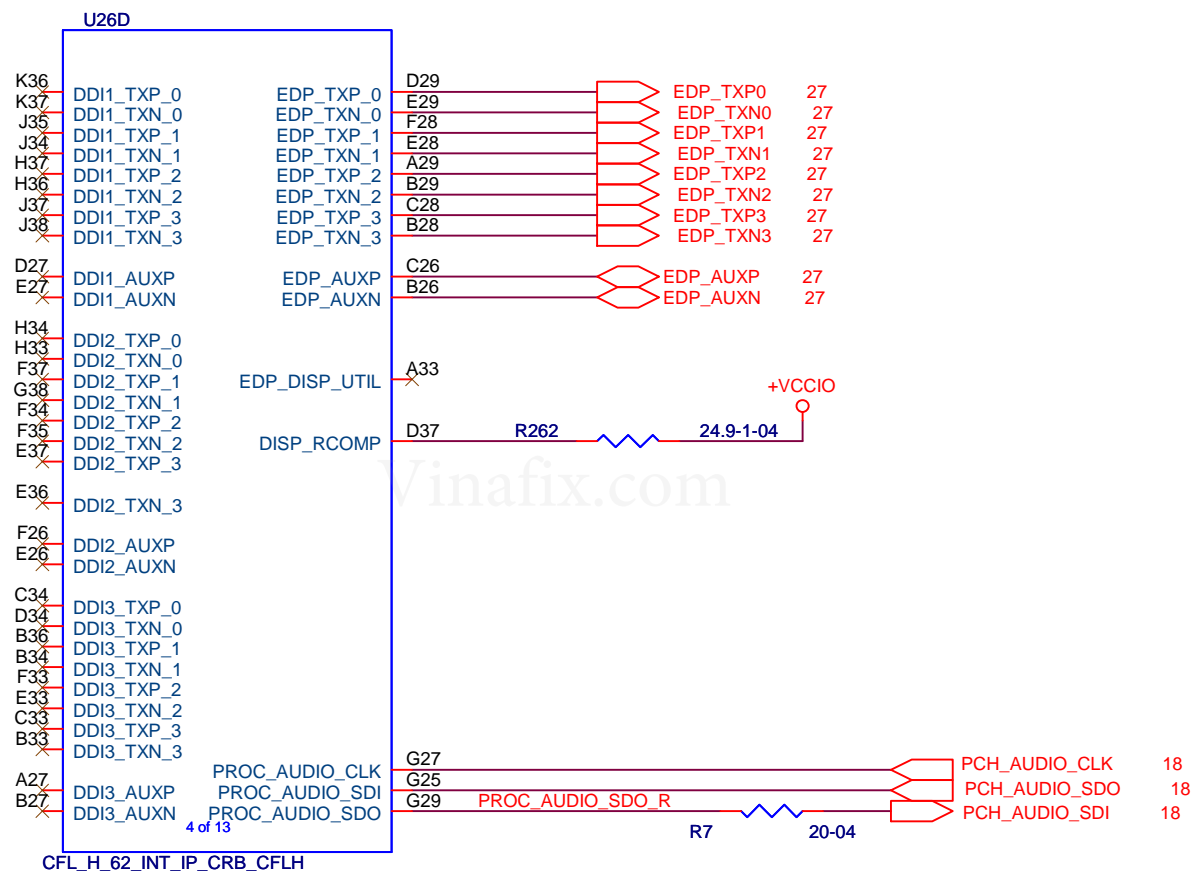 U26D
K36 DDI1_TXP_0 EDP_TXP_0 D29 EDP_TXP0 27
K37 DDI1_TXN_0 EDP_TXN_0 E29 EDP_TXN0 27
J35 DDI1_TXP_1 EDP_TXP_1 F28 EDP_TXP1 27
J34 DDI1_TXN_1 EDP_TXN_1 E28 EDP_TXN1 27
H37 DDI1_TXP_2 EDP_TXP_2 A29 EDP_TXP2 27
H36 DDI1_TXN_2 EDP_TXN_2 B29 EDP_TXN2 27
J37 DDI1_TXP_3 EDP_TXP_3 C28 EDP_TXP3 27
J38 DDI1_TXN_3 EDP_TXN_3 B28 EDP_TXN3 27
D27 DDI1_AUXP EDP_AUXP C26 EDP_AUXP 27
E27 DDI1_AUXN EDP_AUXN B26 EDP_AUXN 27
H34 DDI2_TXP_0
H33 DDI2_TXN_0
F37 DDI2_TXP_1 EDP_DISP_UTIL A33
+VCCIO
G38 DDI2_TXN_1
F34 DDI2_TXP_2
F35 DDI2_TXN_2 DISP_RCOMP D37 R262 24.9-1-04
E37 DDI2_TXP_3
Vinafix.com
E36 DDI2_TXN_3
F26 DDI2_AUXP
E26 DDI2_AUXN
C34 DDI3_TXP_0
D34 DDI3_TXN_0
B36 DDI3_TXP_1
B34 DDI3_TXN_1
F33 DDI3_TXP_2
E33 DDI3_TXN_2
C33 DDI3_TXP_3
B33 DDI3_TXN_3
PROC_AUDIO_CLK G27 PCH_AUDIO_CLK 18
A27 DDI3_AUXP PROC_AUDIO_SDI G25 PCH_AUDIO_SDO 18
B27 DDI3_AUXN PROC_AUDIO_SDO G29 PROC_AUDIO_SDO_R PCH_AUDIO_SDI 18
4 of 13
R7 20-04
CFL_H_62_INT_IP_CRB_CFLH